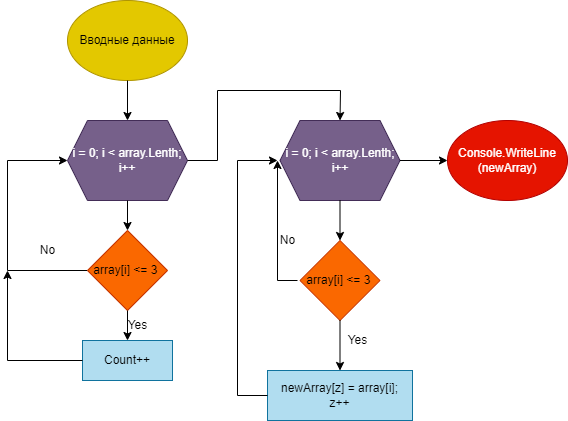 Вводные данные
i = 0; i < array.Lenth;
i++
No
array[i] <= 3
Yes
Count++
i = 0; i < array.Lenth;
i++
No
array[i] <= 3
Yes
newArray[z] = array[i];
z++
Console.WriteLine
(newArray)